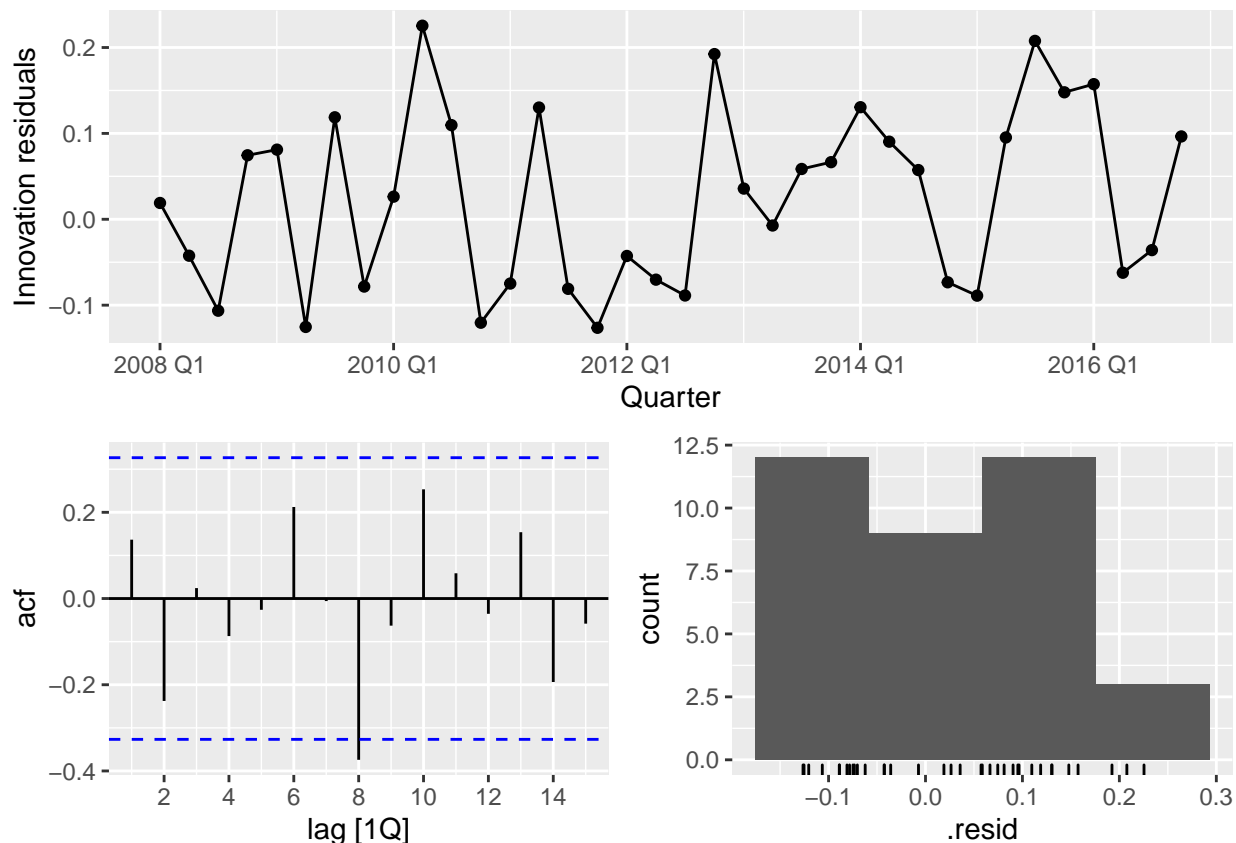 Innovation residuals
0.2
0.1
0.0
−0.1
2008 Q1 2010 Q1 2012 Q1 2014 Q1 2016 Q1
Quarter
acf
0.2
0.0
−0.2
−0.4
2 4 6 8 10 12 14
lag [1Q]
count
12.5
10.0
7.5
5.0
2.5
0.0
−0.1 0.0 0.1 0.2 0.3
.resid